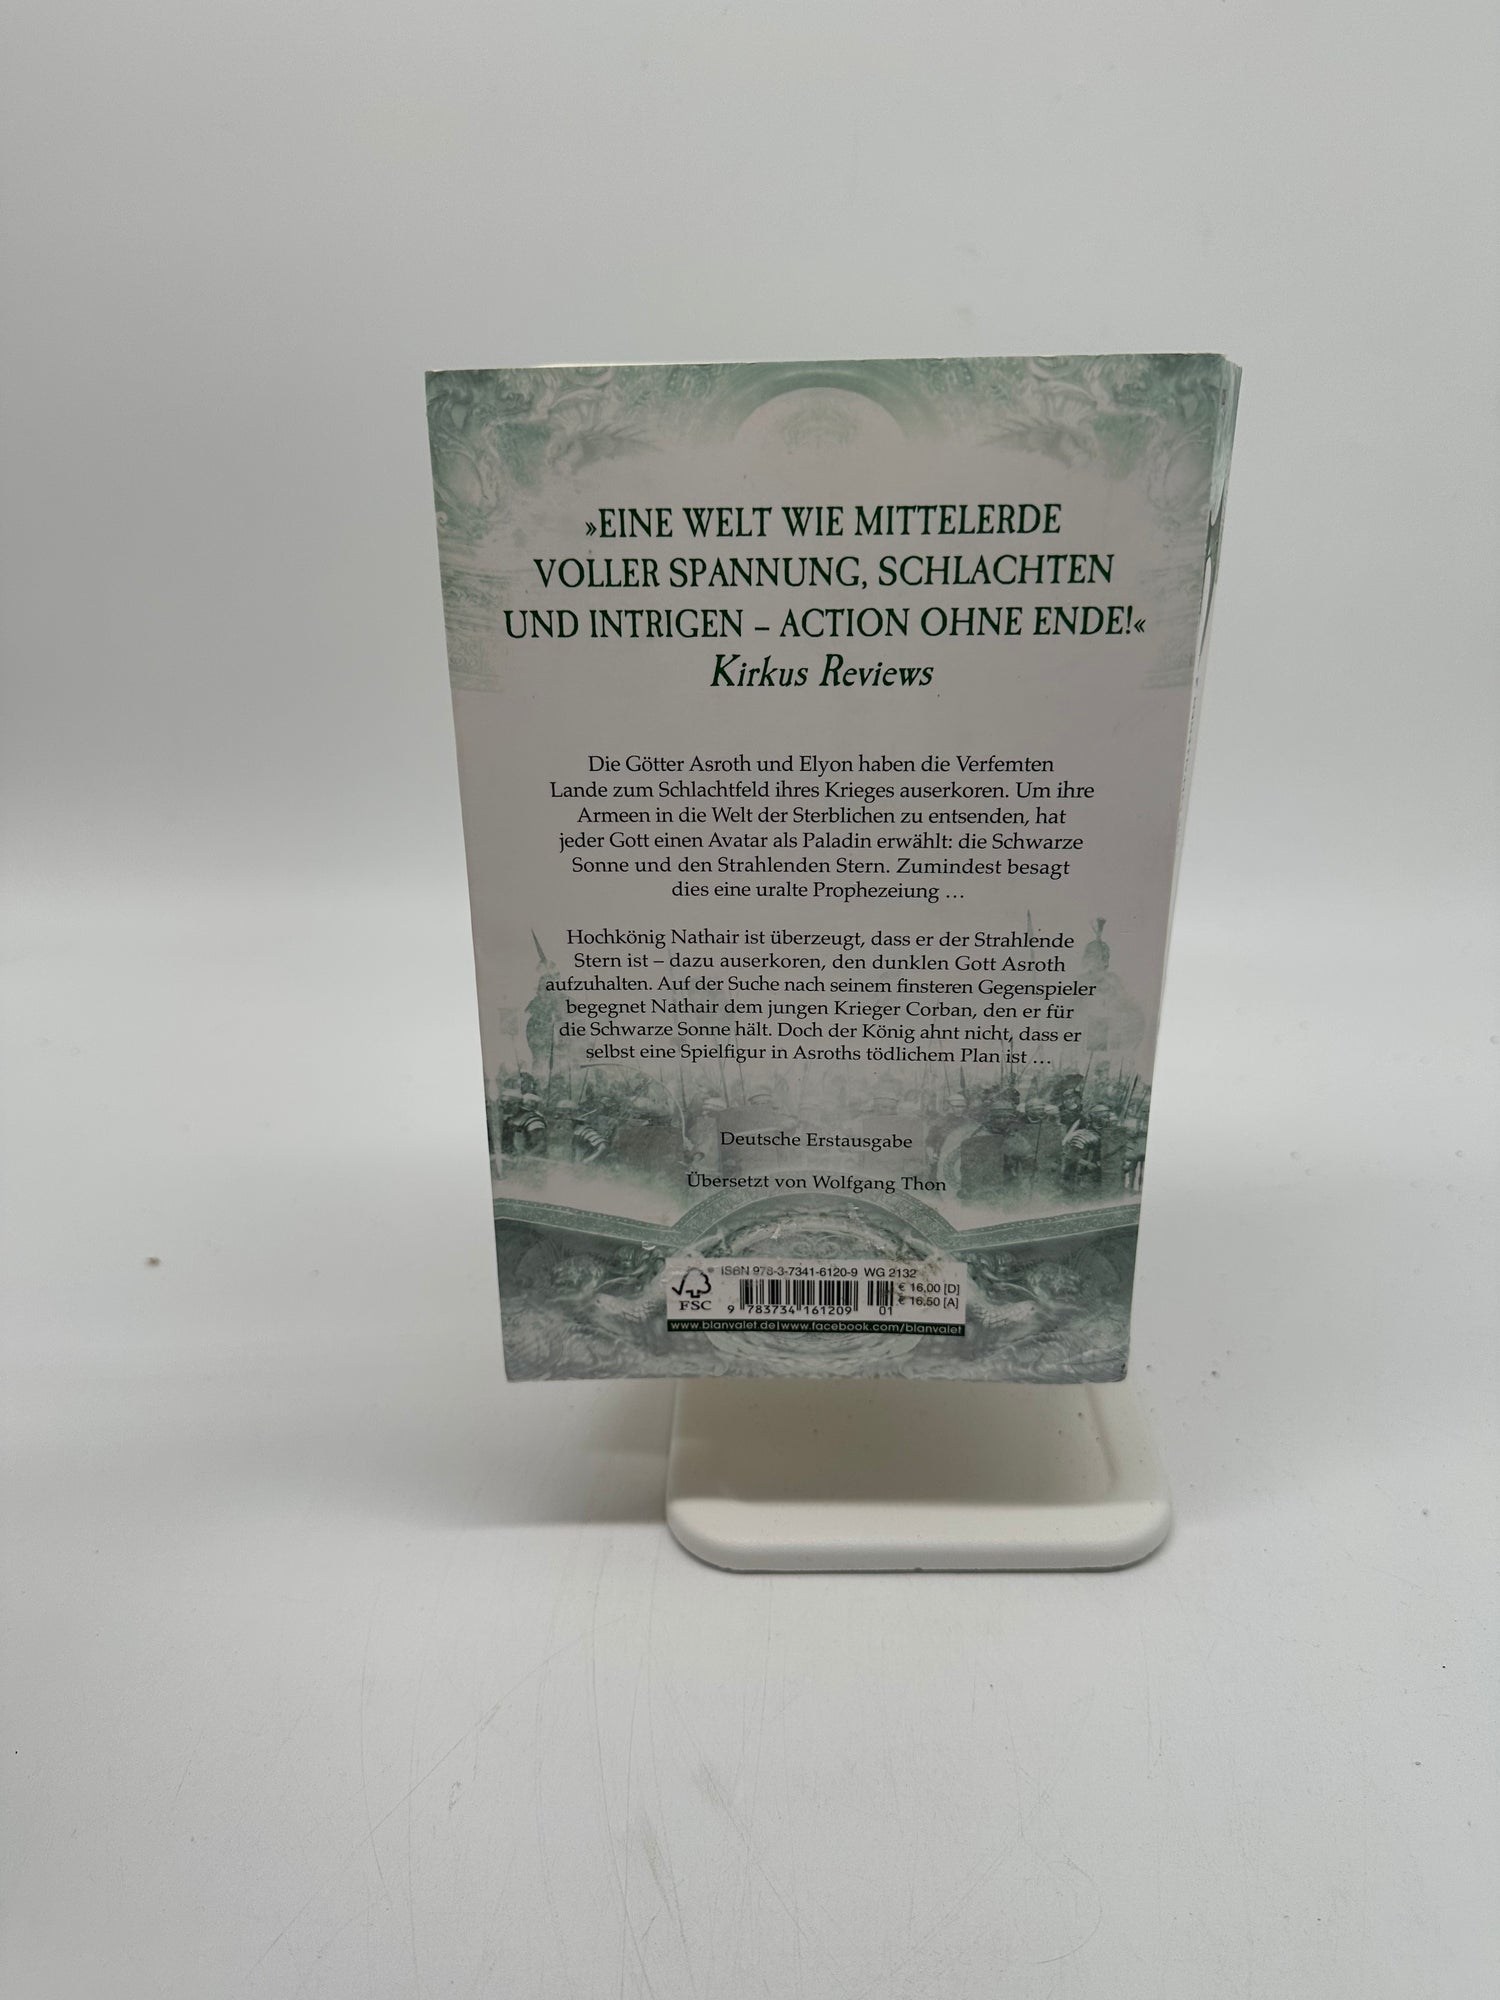 »EINE WELT WIE MITTELERDE
VOLLER SPANNUNG, SCHLACHTEN
UND INTRIGEN – ACTION OHNE ENDE!«
Kirkus Reviews
Die Götter Asroth und Elyon haben die Verfemten
Lande zum Schlachtfeld ihres Krieges auserkoren. Um ihre
Armeen in die Welt der Sterblichen zu entsenden, hat
jeder Gott einen Avatar als Paladin erwählt: die Schwarze
Sonne und den Strahlenden Stern. Zumindest besagt
dies eine uralte Prophezeiung …
Hochkönig Nathair ist überzeugt, dass er der Strahlende
Stern ist – dazu auserkoren, den dunklen Gott Asroth
aufzuhalten. Auf der Suche nach seinem finsteren Gegenspieler
begegnet Nathair dem jungen Krieger Corban, den er für
die Schwarze Sonne hält. Doch der König ahnt nicht, dass er
selbst eine Spielfigur in Asroths tödlichem Plan ist …
Deutsche Erstausgabe
Übersetzt von Wolfgang Thon
ISBN 978-3-7341-6120-9 WG 2132
€ 16,00 [D]
€ 16,50 [A]
FSC
9 783734 161209 01
www.blanvalet.de|www.facebook.com/blanvalet